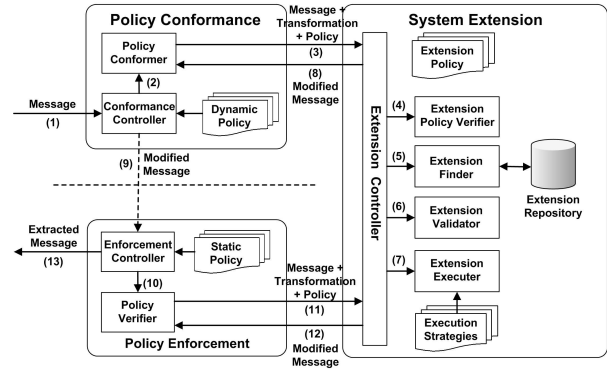 Policy Conformance
Message +
Transformation
+ Policy
(3)
System Extension
Policy
Conformer
(8)
Modified
Message
Extension
Policy
(2)
Message
(1)
Conformance
Controller
Dynamic
Policy
(4)
Extension
Policy Verifier
(9)
Modified
Message
Extension Controller
(5)
Extension
Finder
Extension
Repository
(6)
Extension
Validator
Extracted
Message
(13)
Enforcement
Controller
Static
Policy
(10)
Message +
Transformation
+ Policy
(11)
(7)
Extension
Executer
Policy
Verifier
(12)
Modified
Message
Execution
Strategies
Policy Enforcement